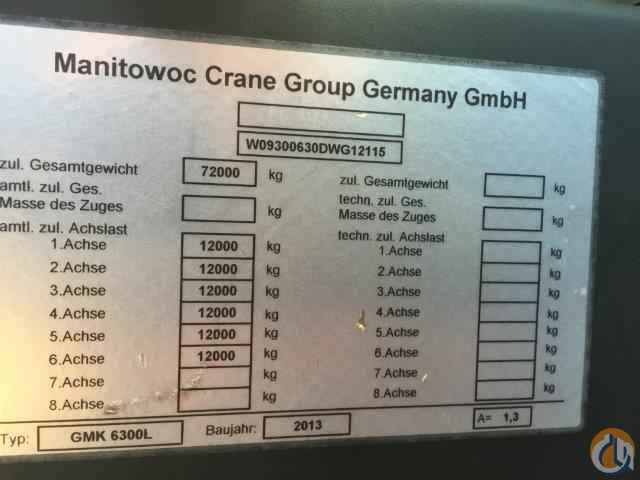 Manitowoc Crane Group Germany GmbH
W09300630DWG12115
zul. Gesamtgewicht 72000 kg zul. Gesamtgewicht kg
amtl. zul. Ges. techn. zul. Ges.
Masse des Zuges kg Masse des Zuges kg
amtl. zul. Achslast techn. zul. Achslast
1.Achse 12000 kg 1.Achse kg
2.Achse 12000 kg 2.Achse kg
3.Achse 12000 kg 3.Achse kg
4.Achse 12000 kg 4.Achse kg
5.Achse 12000 kg 5.Achse kg
6.Achse 12000 kg 6.Achse kg
7.Achse kg 7.Achse kg
8.Achse kg 8.Achse kg
Typ: GMK 6300L Baujahr: 2013 A= 1,3